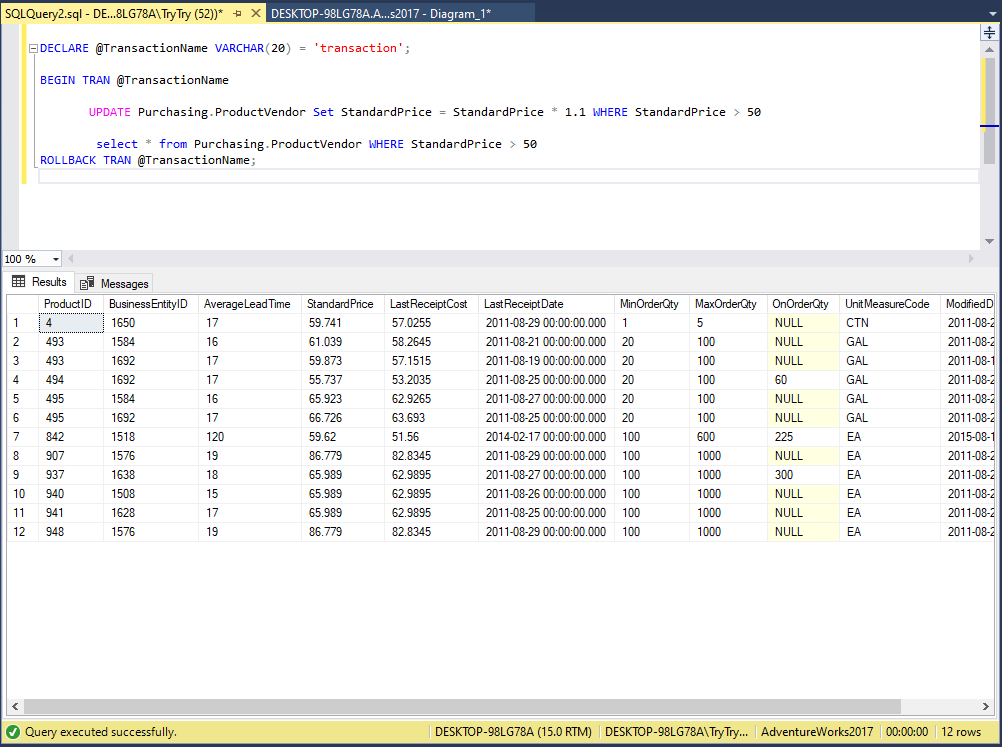 SQLQuery2.sql - DE...8LG78A\TryTry (52))* DESKTOP-98LG78A.A...s2017 - Diagram_1*
DECLARE @TransactionName VARCHAR(20) = 'transaction';
BEGIN TRAN @TransactionName
UPDATE Purchasing.ProductVendor Set StandardPrice = StandardPrice * 1.1 WHERE StandardPrice > 50
select * from Purchasing.ProductVendor WHERE StandardPrice > 50
ROLLBACK TRAN @TransactionName;
100 %
Results Messages
ProductID BusinessEntityID AverageLeadTime StandardPrice LastReceiptCost LastReceiptDate MinOrderQty MaxOrderQty OnOrderQty UnitMeasureCode ModifiedD
1 4 1650 17 59.741 57.0255 2011-08-29 00:00:00.000 1 5 NULL CTN 2011-08-2
2 493 1584 16 61.039 58.2645 2011-08-21 00:00:00.000 20 100 NULL GAL 2011-08-2
3 493 1692 17 59.873 57.1515 2011-08-19 00:00:00.000 20 100 NULL GAL 2011-08-1
4 494 1692 17 55.737 53.2035 2011-08-25 00:00:00.000 20 100 60 GAL 2011-08-2
5 495 1584 16 65.923 62.9265 2011-08-27 00:00:00.000 20 100 NULL GAL 2011-08-2
6 495 1692 17 66.726 63.693 2011-08-25 00:00:00.000 20 100 NULL GAL 2011-08-2
7 842 1518 120 59.62 51.56 2014-02-17 00:00:00.000 100 600 225 EA 2015-08-1
8 907 1576 19 86.779 82.8345 2011-08-29 00:00:00.000 100 1000 NULL EA 2011-08-2
9 937 1638 18 65.989 62.9895 2011-08-27 00:00:00.000 100 1000 300 EA 2011-08-2
10 940 1508 15 65.989 62.9895 2011-08-26 00:00:00.000 100 1000 NULL EA 2011-08-2
11 941 1628 17 65.989 62.9895 2011-08-25 00:00:00.000 100 1000 NULL EA 2011-08-2
12 948 1576 19 86.779 82.8345 2011-08-29 00:00:00.000 100 1000 NULL EA 2011-08-2
Query executed successfully. DESKTOP-98LG78A (15.0 RTM) DESKTOP-98LG78A\TryTry... AdventureWorks2017 00:00:00 12 rows